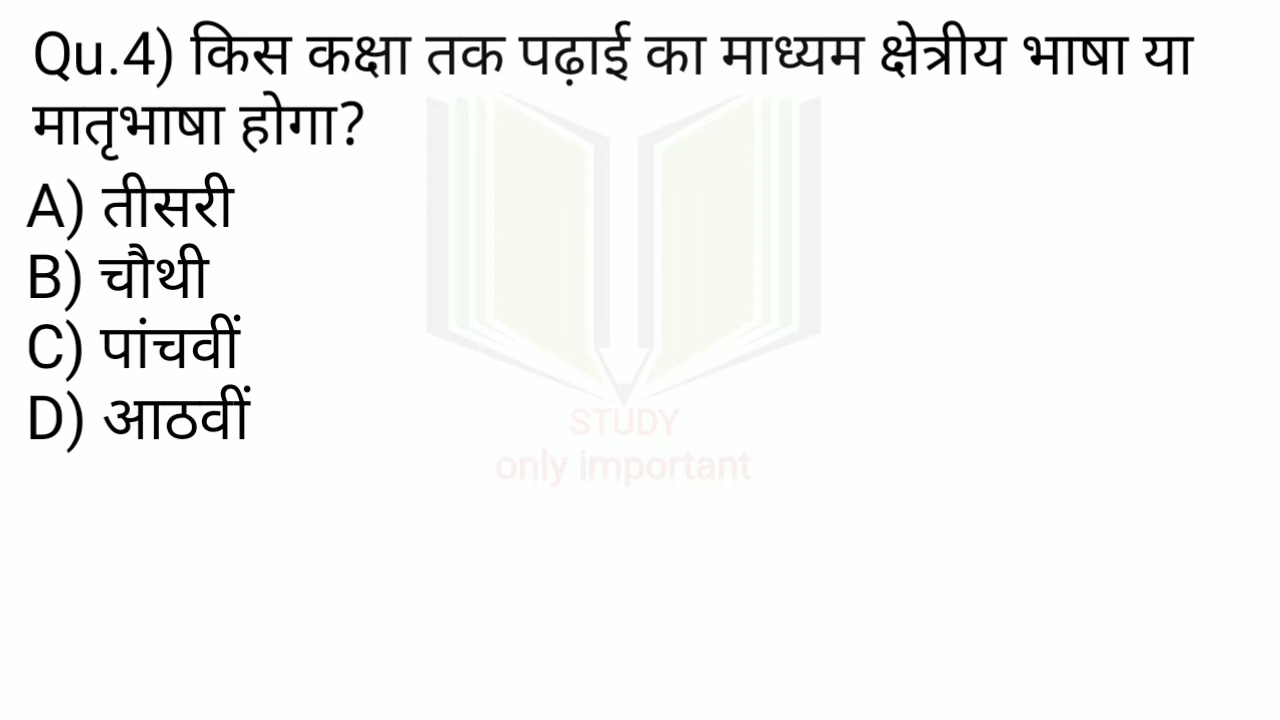 Qu.4) किस कक्षा तक पढ़ाई का माध्यम क्षेत्रीय भाषा या
मातृभाषा होगा?
A) तीसरी
B) चौथी
C) पांचवीं
D) आठवीं
STUDY
only important